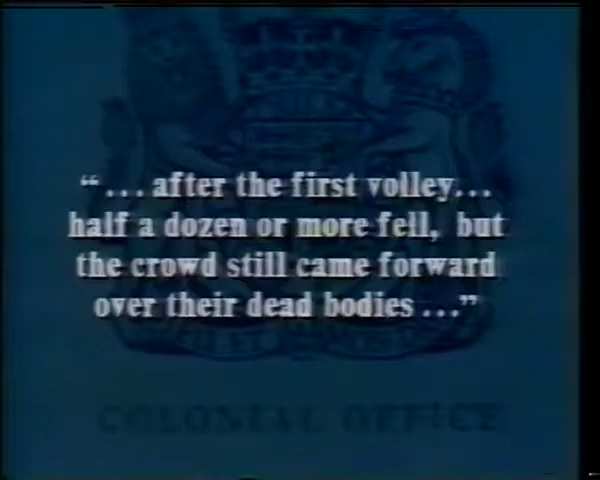 “... after the first volley...
half a dozen or more fell, but
the crowd still came forward
over their dead bodies ...”
COLONIAL OFFICE